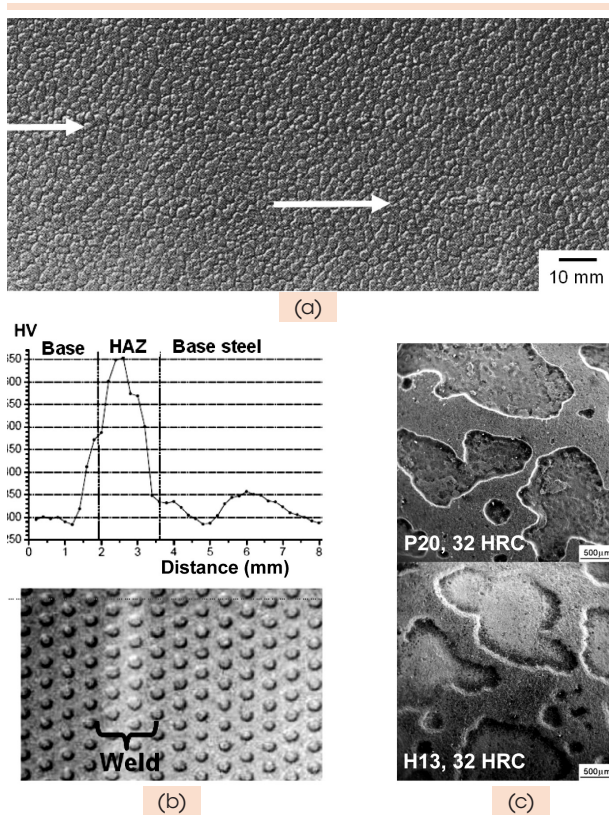 10 mm
(a)
HV
Base HAZ Base steel
250
0 1 2 3 4 5 6 7 8
Distance (mm)
Weld
(b)
P20, 32 HRC
500µm
H13, 32 HRC
500µm
(c)